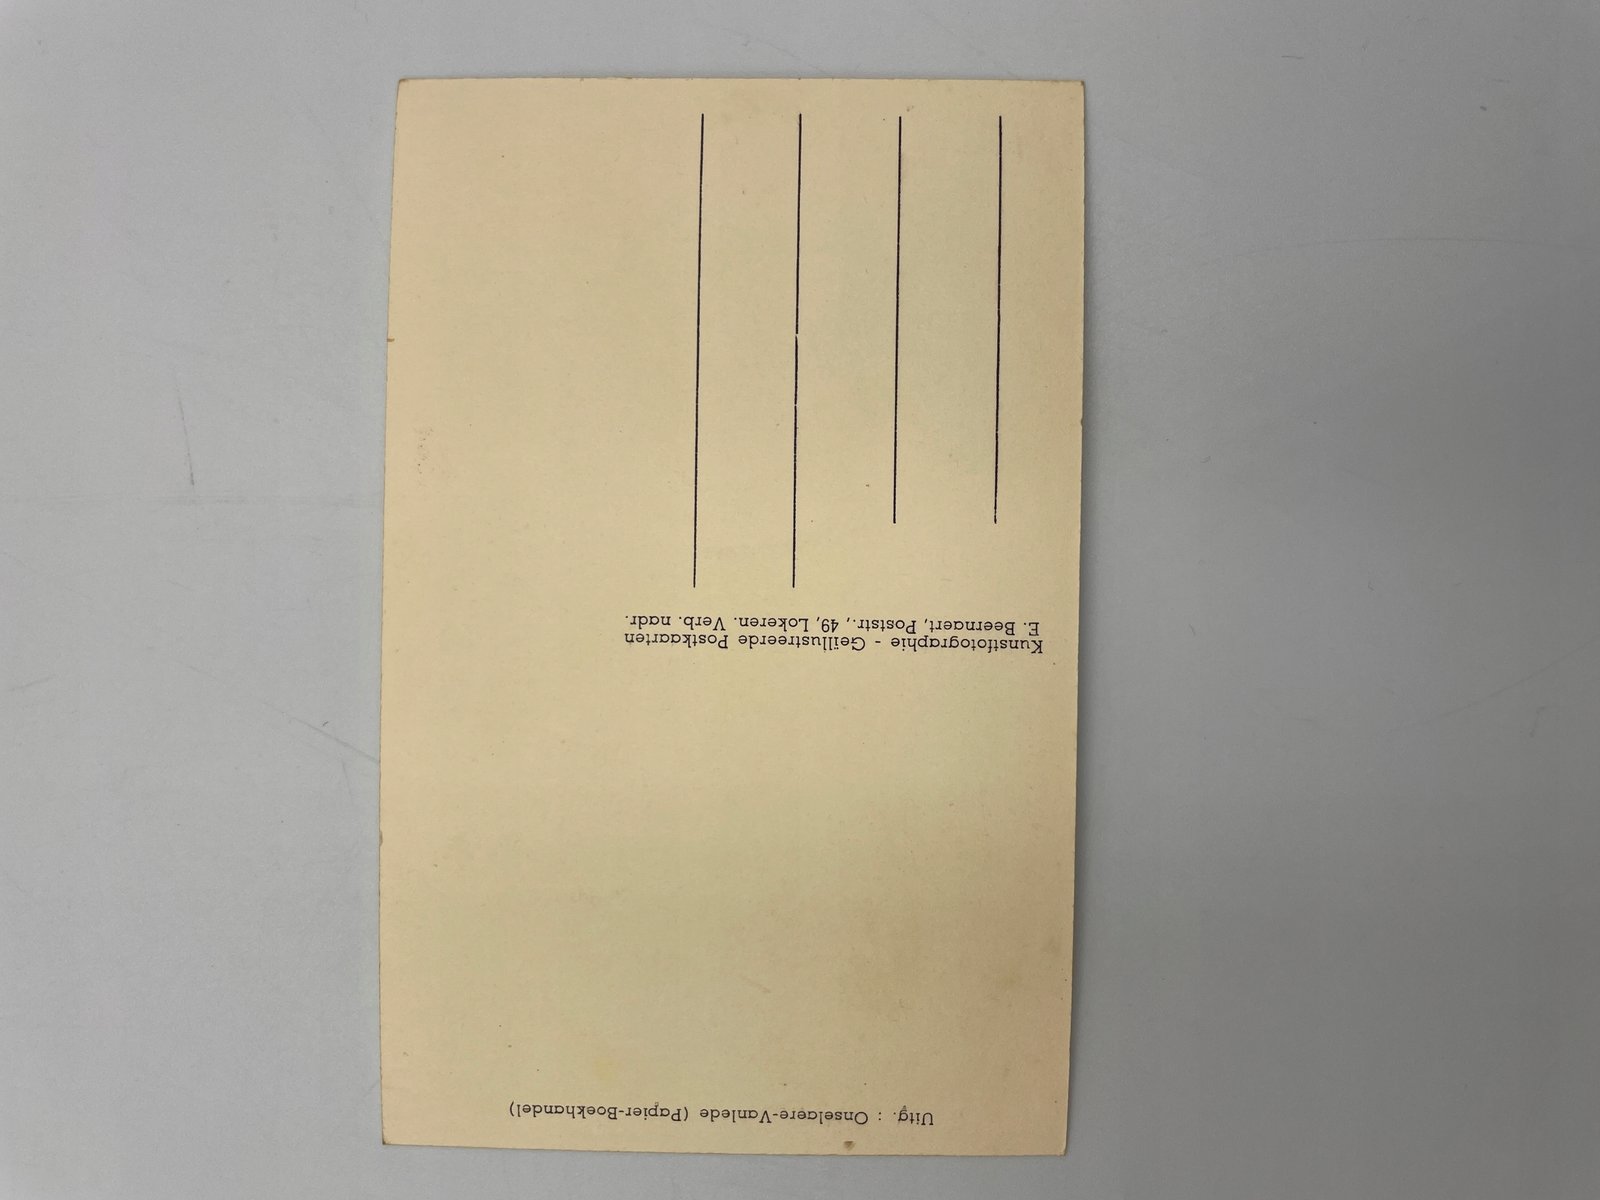 Uitg. : Onselaere-Vanlede (Papier-Boekhandel)
Kunstfotographie - Geïllustreerde Postkaarten
E. Beernaert, Poststr., 49, Lokeren. Verb. nadr.